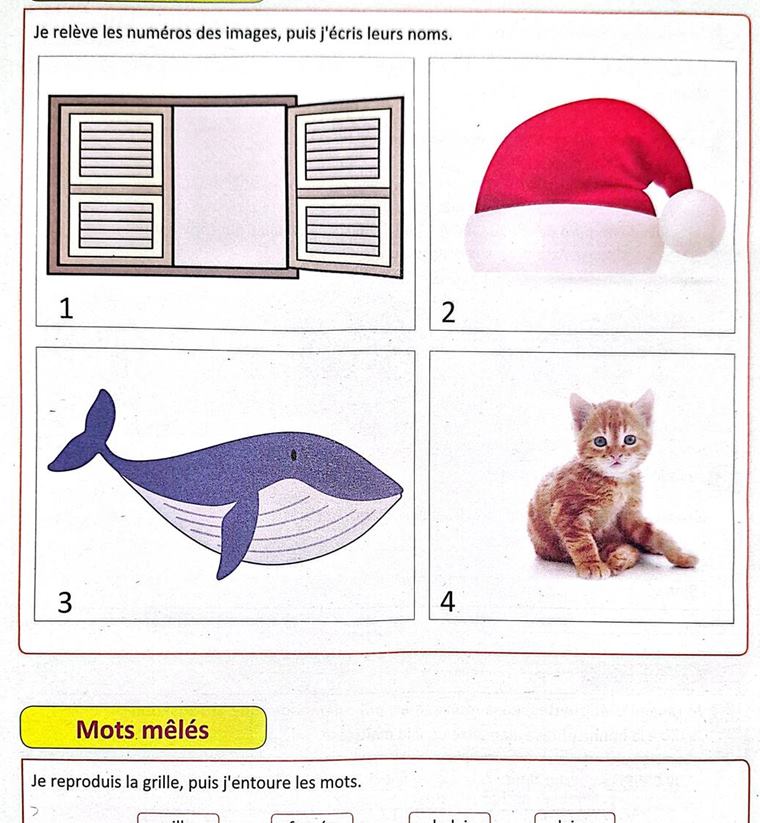 Je relève les numéros des images, puis j'écris leurs noms.
1
2
3
4
Mots mêlés
Je reproduis la grille, puis j'entoure les mots.